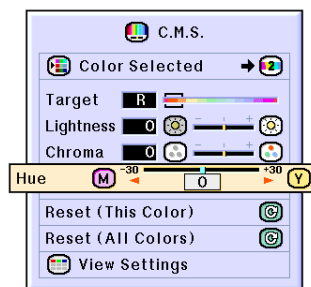 C.M.S.
Color Selected 2
Target R
Lightness 0 - +
Chroma 0 - +
Hue M -30 0 +30 Y
Reset (This Color)
Reset (All Colors)
View Settings